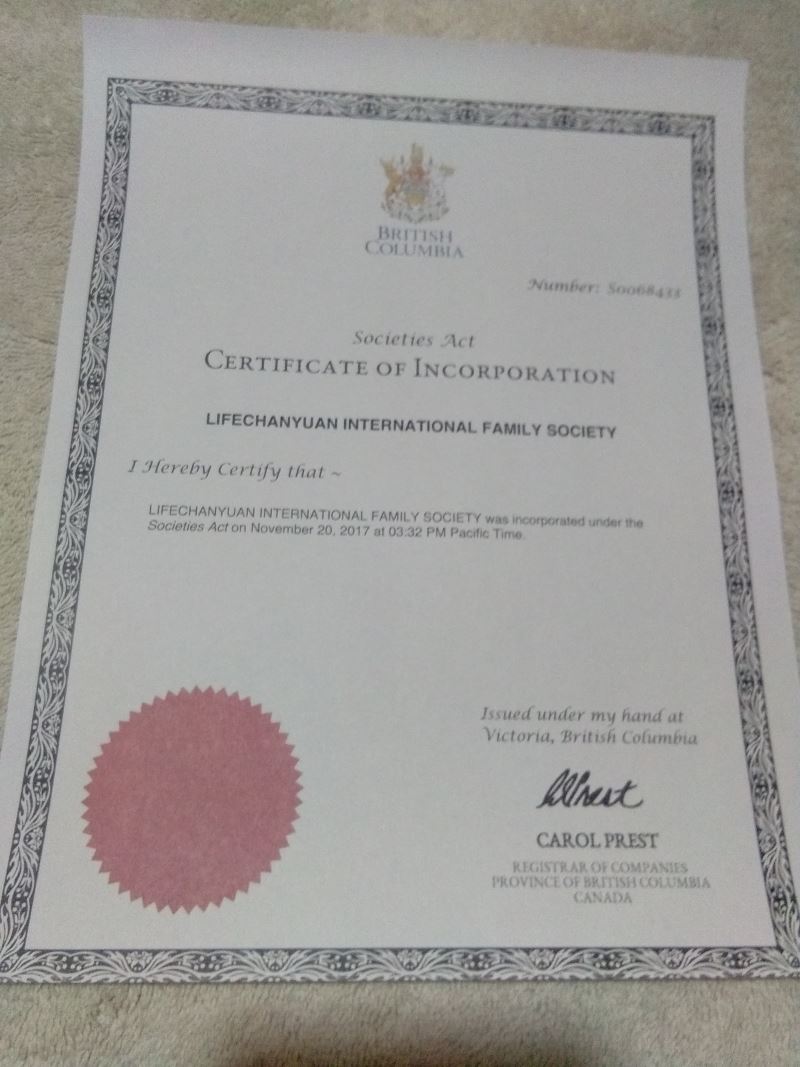 BRITISH
COLUMBIA
Number: S0068433
Societies Act
CERTIFICATE OF INCORPORATION
LIFECHANYUAN INTERNATIONAL FAMILY SOCIETY
I Hereby Certify that ~
LIFECHANYUAN INTERNATIONAL FAMILY SOCIETY was incorporated under the
Societies Act on November 20, 2017 at 03:32 PM Pacific Time.
Issued under my hand at
Victoria, British Columbia
CPrest
CAROL PREST
REGISTRAR OF COMPANIES
PROVINCE OF BRITISH COLUMBIA
CANADA